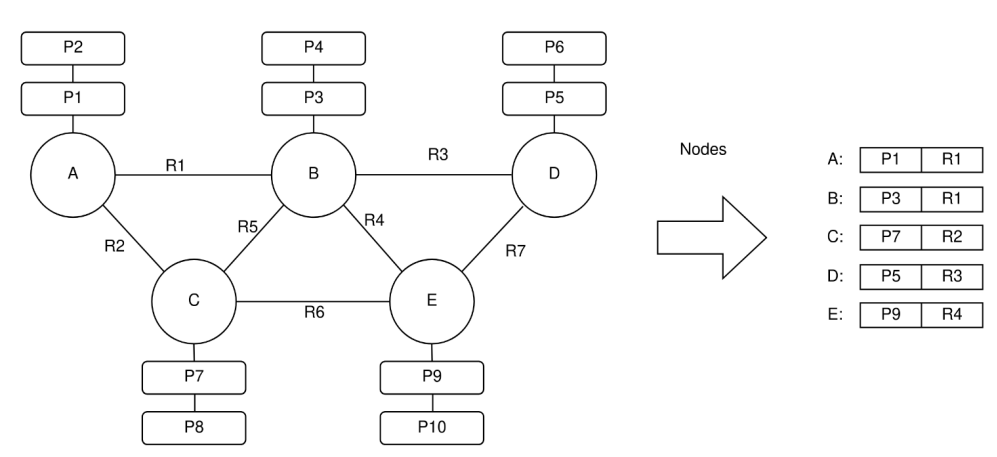 P2
P4
P6
P1
P3
P5
A
R1
B
R3
D
R2
R5
R4
R7
C
R6
E
P7
P9
P8
P10
Nodes
A: P1 R1
B: P3 R1
C: P7 R2
D: P5 R3
E: P9 R4